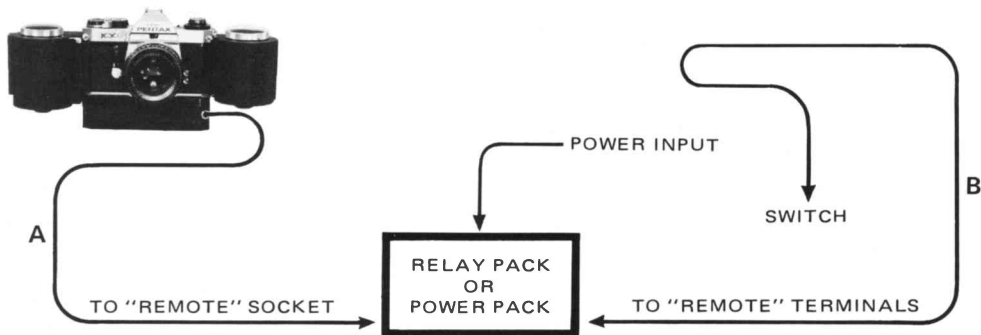 PENTAX
KX
POWER INPUT
A
B
SWITCH
RELAY PACK
OR
POWER PACK
TO "REMOTE" SOCKET
TO "REMOTE" TERMINALS